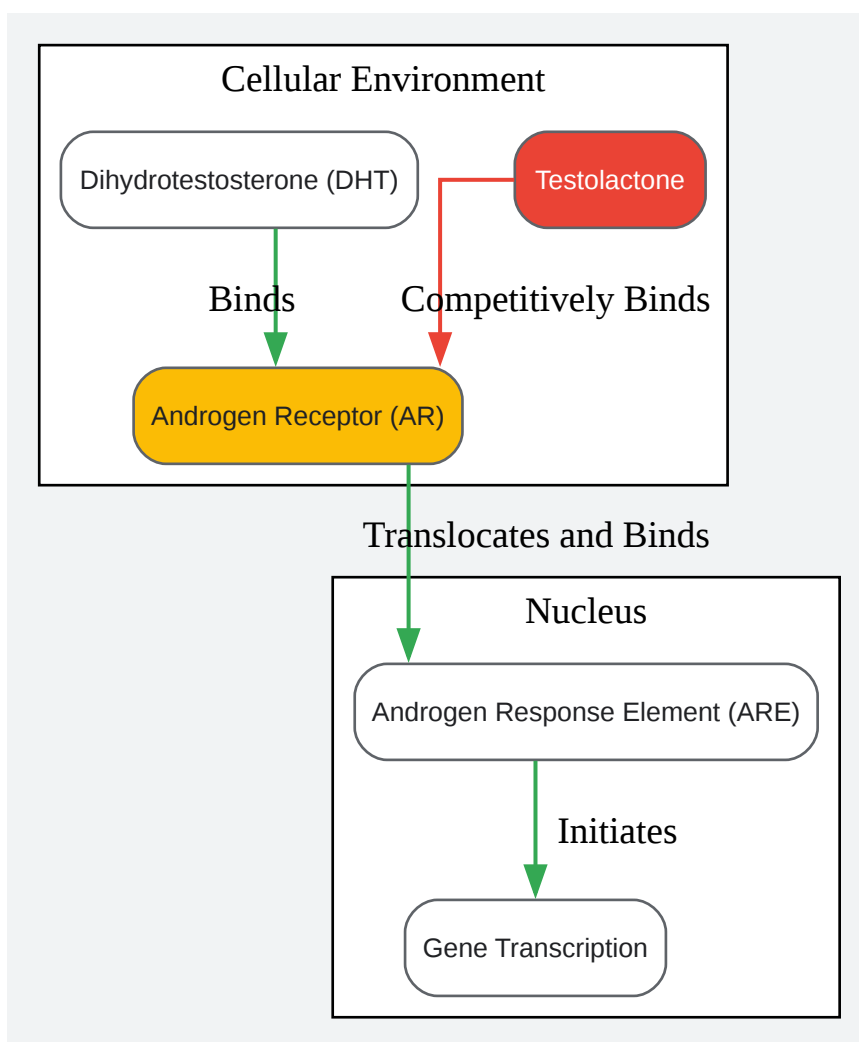 Cellular Environment
Dihydrotestosterone (DHT)
Testolactone
Binds
Competitively Binds
Androgen Receptor (AR)
Translocates and Binds
Nucleus
Androgen Response Element (ARE)
Initiates
Gene Transcription